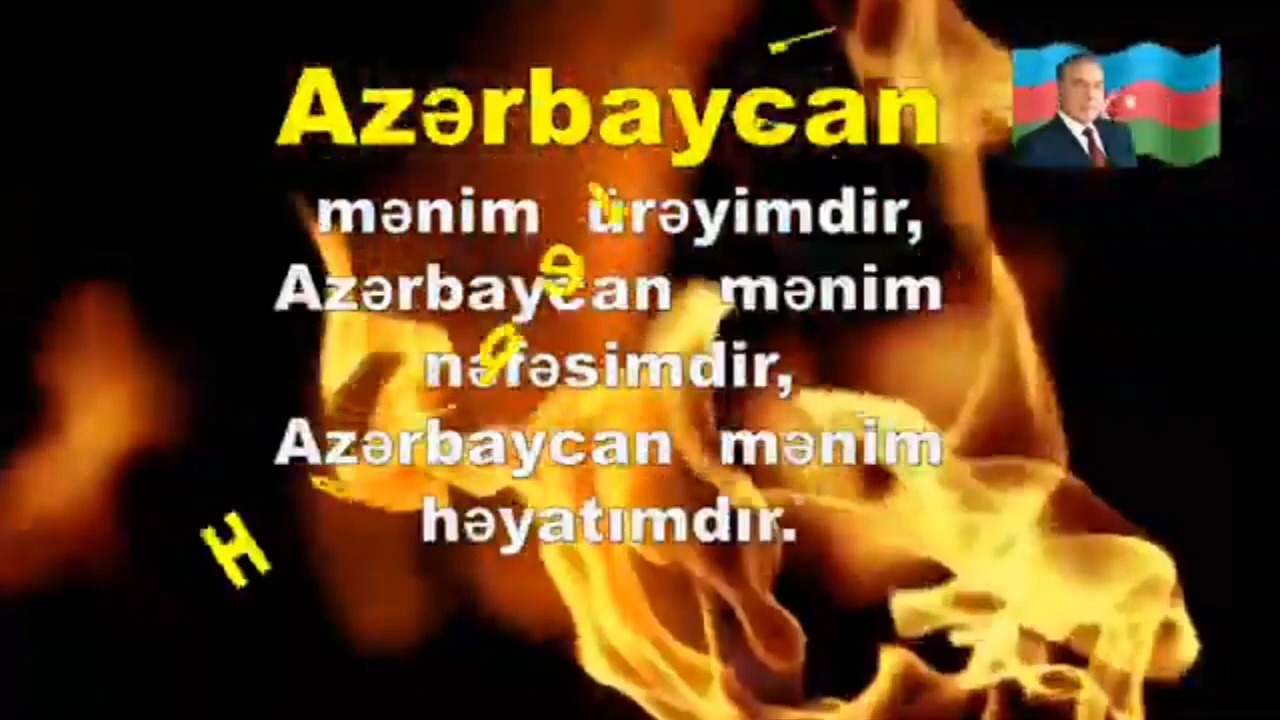 Azərbaycan
mənim ürəyimdir,
Azərbaycan mənim
nəfəsimdir,
Azərbaycan mənim
həyatımdır.
H